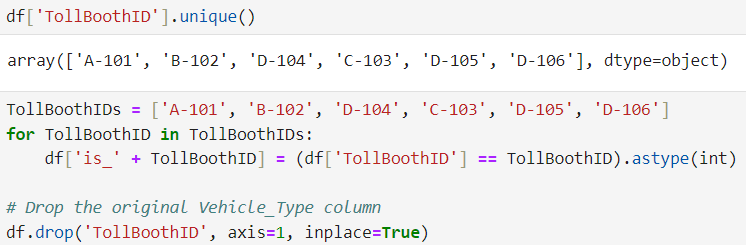 df['TollBoothID'].unique()
array(['A-101', 'B-102', 'D-104', 'C-103', 'D-105', 'D-106'], dtype=object)
TollBoothIDs = ['A-101', 'B-102', 'D-104', 'C-103', 'D-105', 'D-106']
for TollBoothID in TollBoothIDs:
    df['is_' + TollBoothID] = (df['TollBoothID'] == TollBoothID).astype(int)
# Drop the original Vehicle_Type column
df.drop('TollBoothID', axis=1, inplace=True)